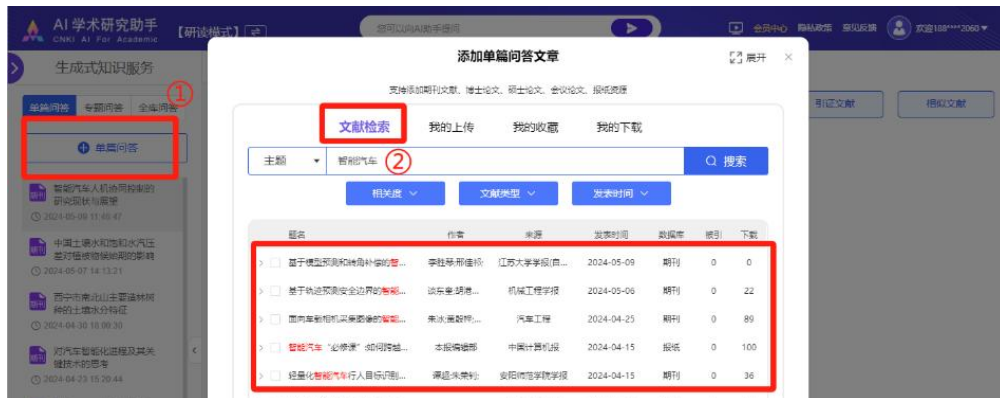 AI 学术研究助手
CNKI AI For Academic
【研读模式】
您可以向AI助手提问
会员中心 隐私政策 意见反馈 欢迎188****2060
生成式知识服务
①
单篇问答 专题问答 全库问答
单篇问答
智能汽车人机协同控制的
研究现状与展望
2024-05-09 11:48:47
中国土壤水和饱和水汽压
差对植被物候始期的影响
2024-05-07 14:13:21
西宁市南北山主要造林树
种的土壤水分特征
2024-04-30 16:00:30
对汽车智能化进程及其关
键技术的思考
2024-04-23 15:20:44
引证文献 相似文献
添加单篇问答文章 展开 ×
支持添加期刊文献、博士论文、硕士论文、会议论文、报纸资源
文献检索 我的上传 我的收藏 我的下载
主题 智能汽车 ② 搜索
相关度 文献类型 发表时间
题名 作者 来源 发表时间 数据库 被引 下载
基于模型预测和转角补偿的智... 李胜琴;邢佳祁; 江苏大学学报(自... 2024-05-09 期刊 0 0
基于轨迹预测安全边界的智能... 谈东奎;胡港... 机械工程学报 2024-05-06 期刊 0 22
面向车载相机采集图像的智能... 朱冰;... 汽车工程 2024-04-25 期刊 0 89
智能汽车“必修课”:如何跨越... 本报编辑部 中国计算机报 2024-04-15 报纸 0 100
轻量化智能汽车行人目标识别... 谭超;朱荣钊; 安阳师范学院学报 2024-04-15 期刊 0 36